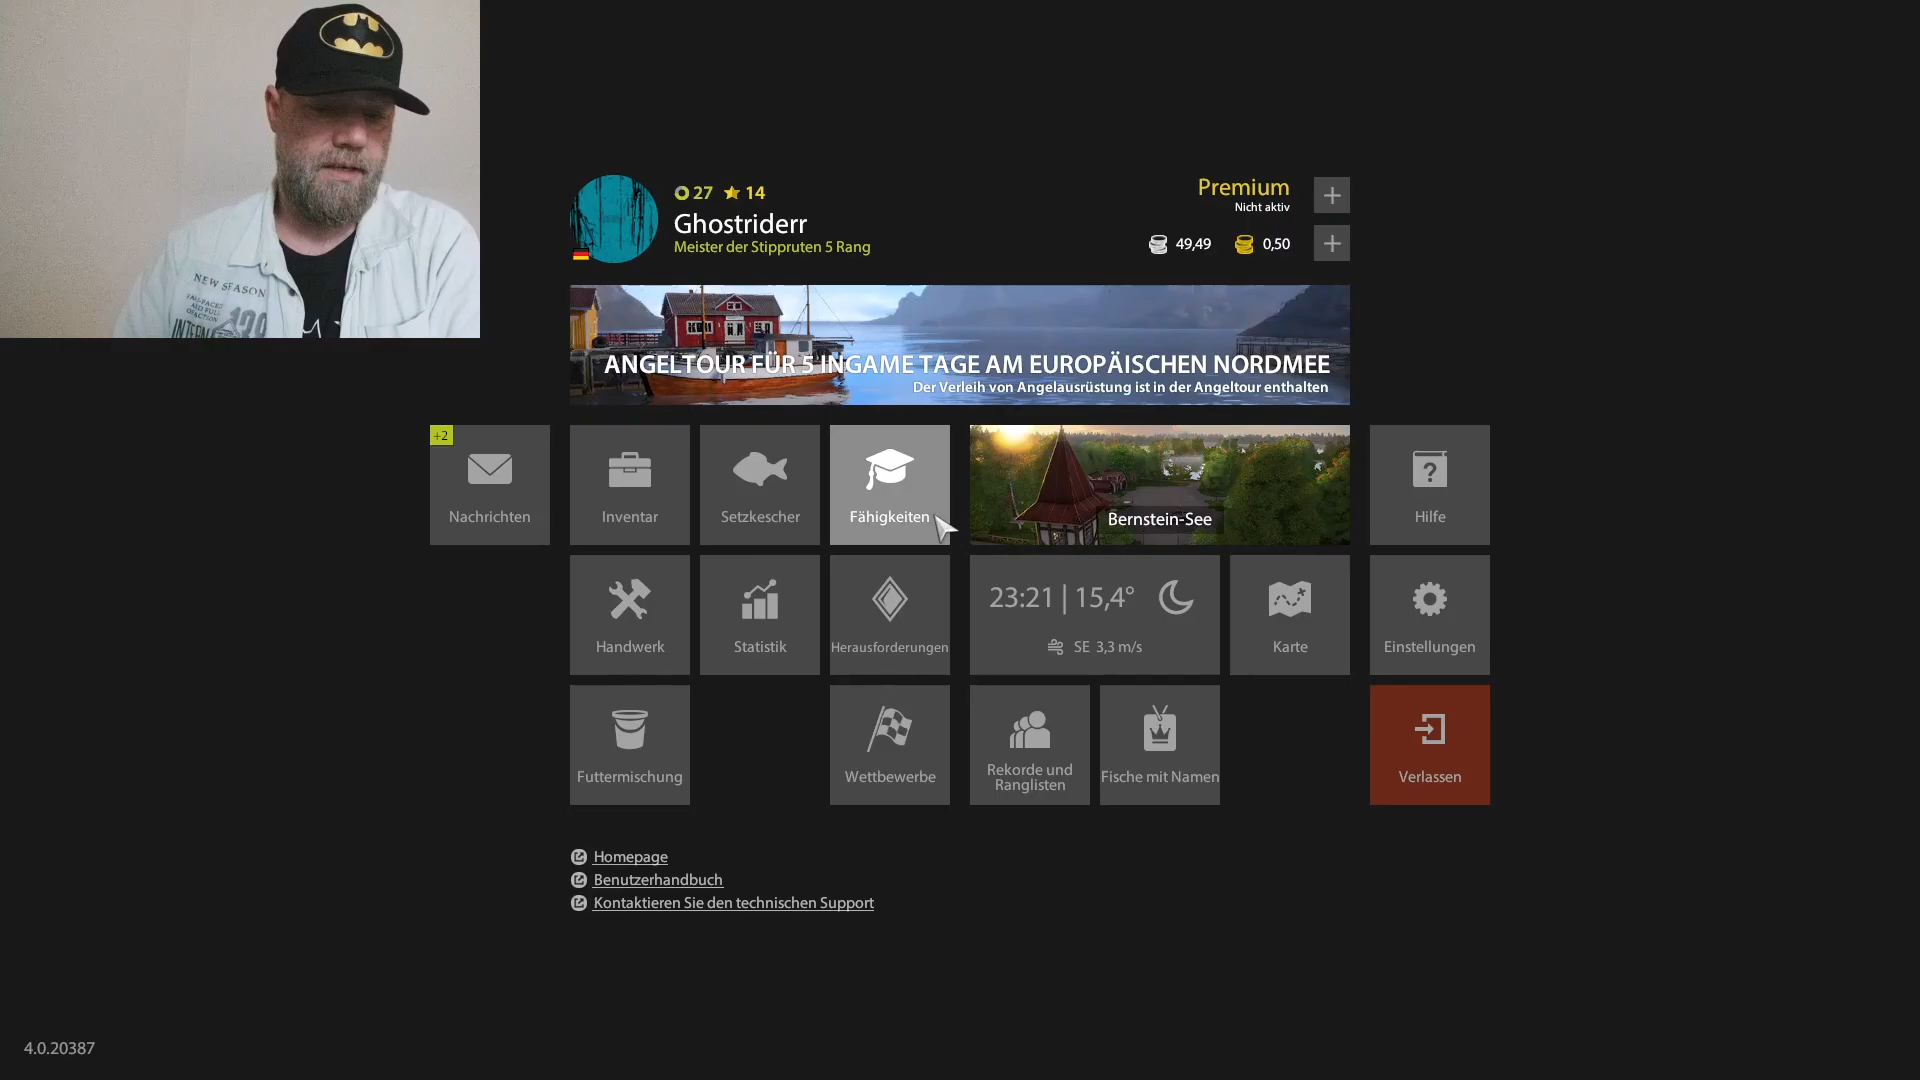 NEW SEASON
27 14
Ghostriderr
Meister der Stippruten 5 Rang
Premium
Nicht aktiv
49,49 0,50
ANGELTOUR FÜR 5 INGAME TAGE AM EUROPÄISCHEN NORDMEE
Der Verleih von Angelausrüstung ist in der Angeltour enthalten
+2
Nachrichten
Inventar
Setzkescher
Fähigkeiten
Bernstein-See
Hilfe
Handwerk
Statistik
Herausforderungen
23:21 | 15,4°
SE 3,3 m/s
Karte
Einstellungen
Futtermischung
Wettbewerbe
Rekorde und
Ranglisten
Fische mit Namen
Verlassen
Homepage
Benutzerhandbuch
Kontaktieren Sie den technischen Support
4.0.20387